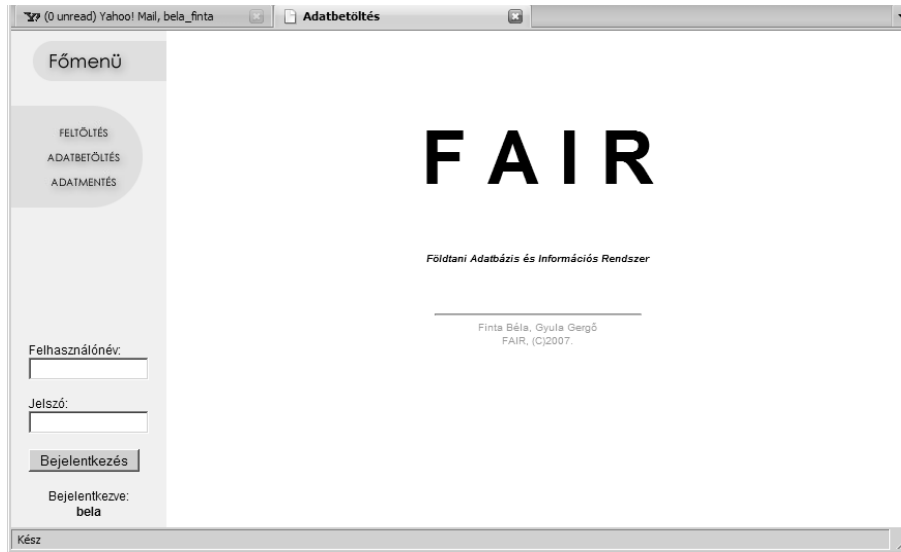 Y? (0 unread) Yahoo! Mail, bela_finta
Adatbetöltés
Főmenü
FELTÖLTÉS
ADATBETÖLTÉS
ADATMENTÉS
Felhasználónév:
Jelszó:
Bejelentkezés
Bejelentkezve:
bela
F A I R
Földtani Adatbázis és Információs Rendszer
Finta Béla, Gyula Gergő
FAIR, (C)2007.
Kész